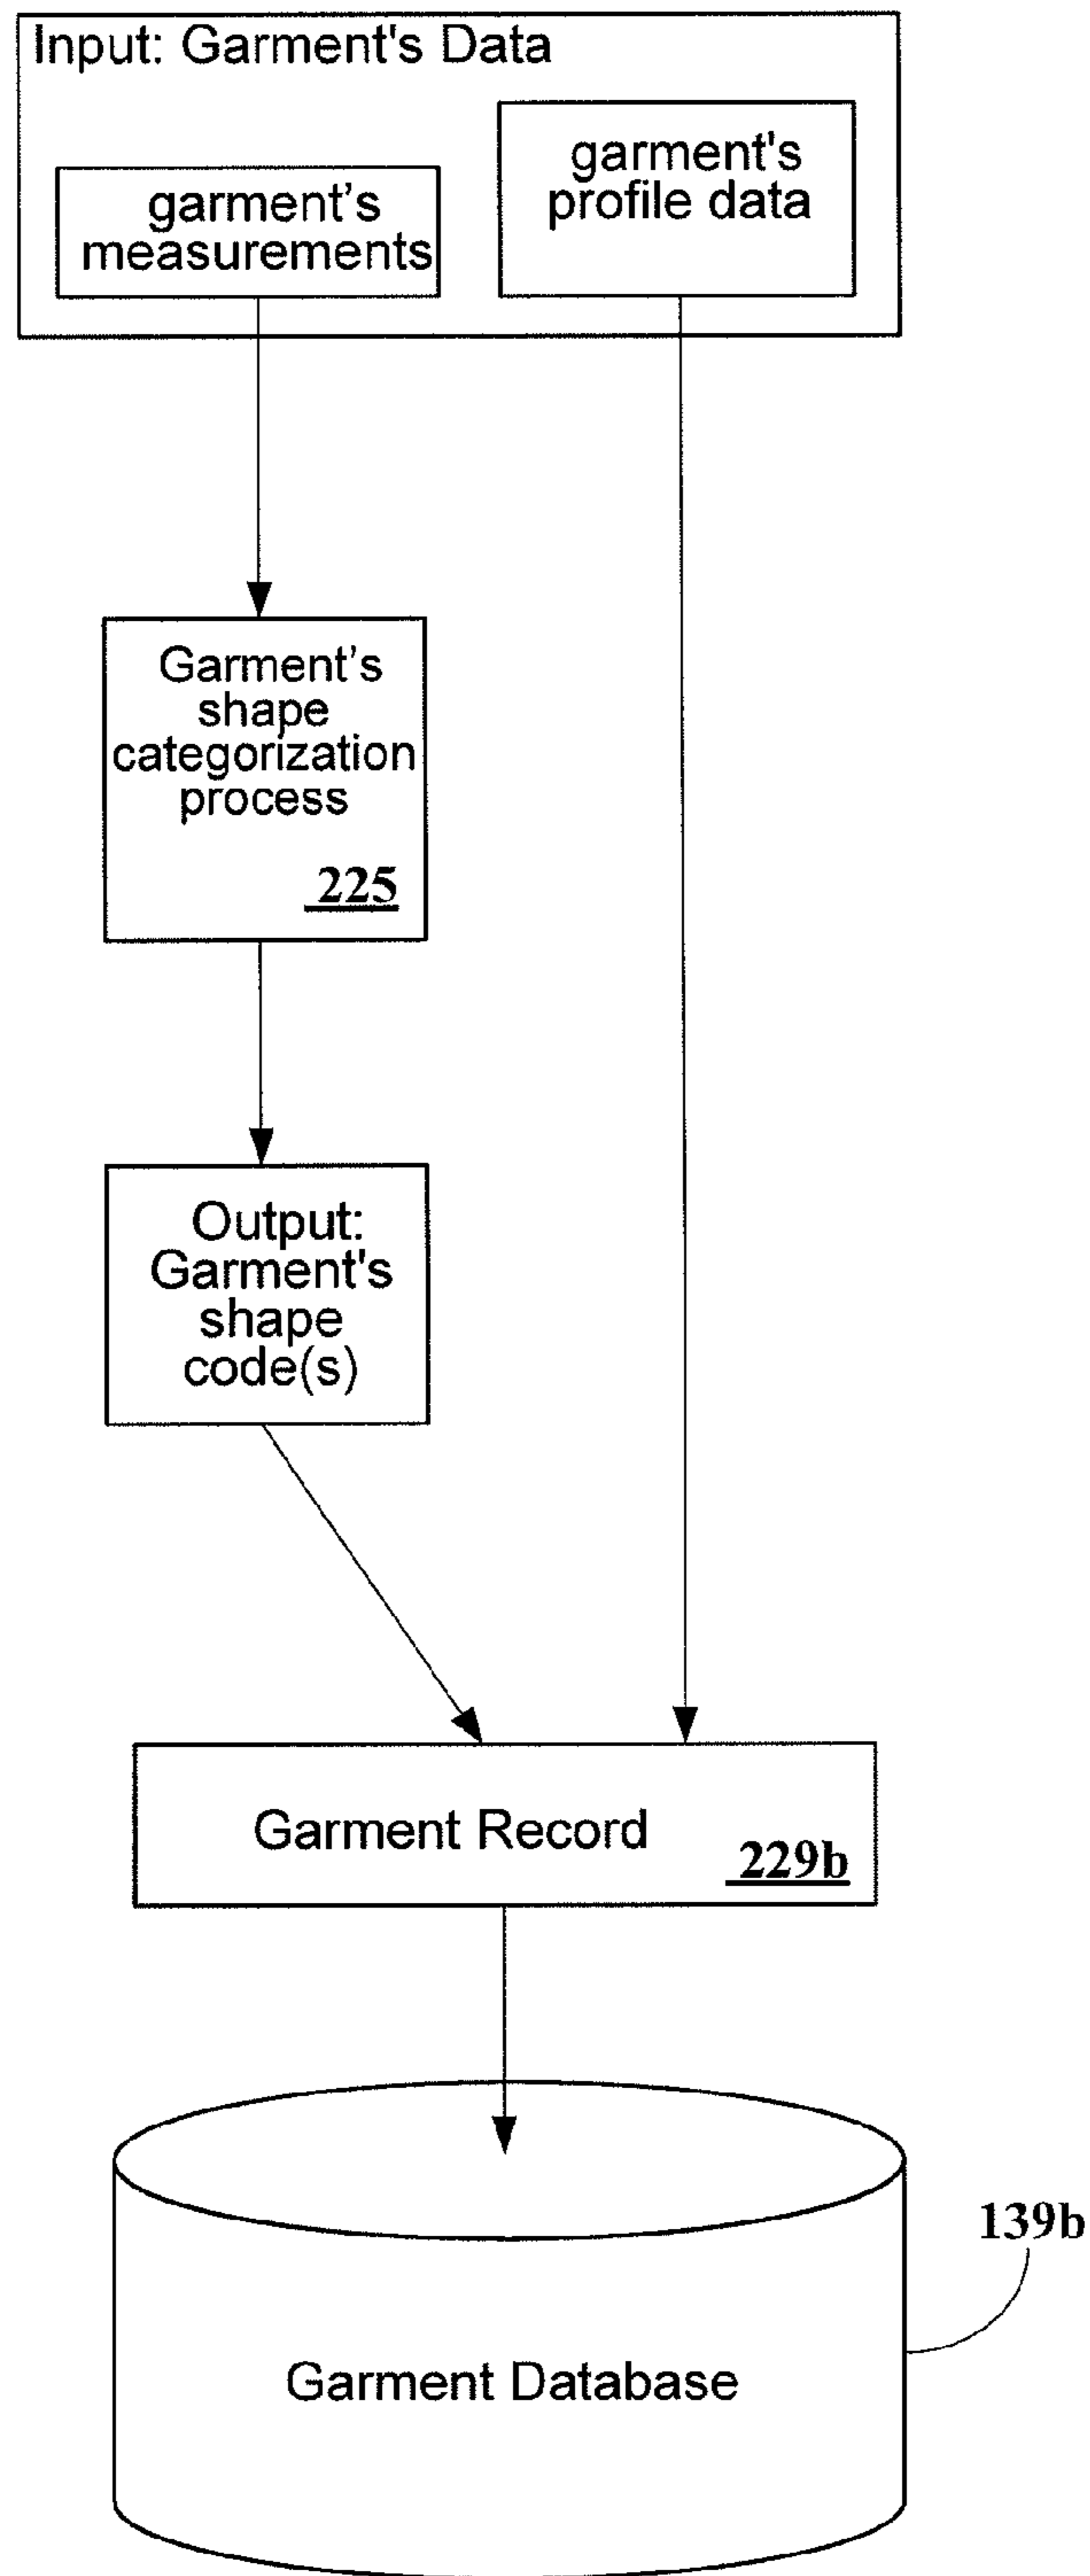 Input: Garment's Data
garment's
measurements
garment's
profile data
Garment's
shape
categorization
process
225
Output:
Garment's
shape
code(s)
Garment Record
229b
139b
Garment Database